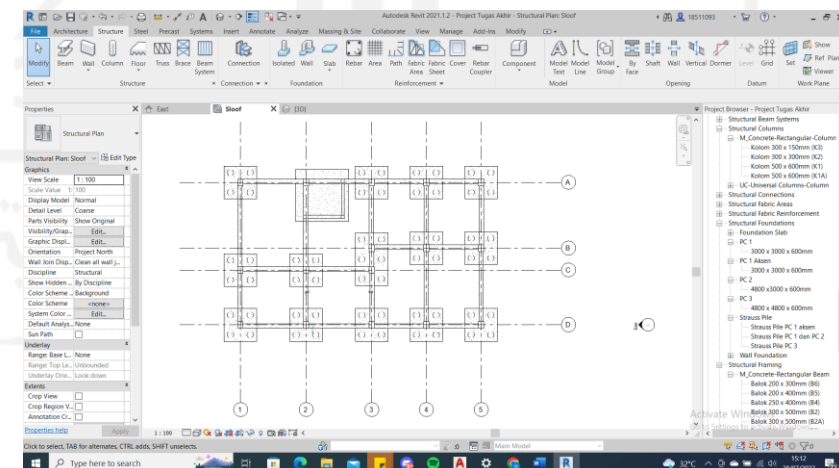 Autodesk Revit 2021.1.2 - Project Tugas Akhir - Structural Plan: Sloof
18511093
File Architecture Structure Steel Precast Systems Insert Annotate Analyze Massing & Site Collaborate View Manage Add-Ins Modify
Modify Beam Wall Column Floor Truss Brace Beam System Connection Isolated Wall Slab Rebar Area Path Fabric Area Fabric Sheet Cover Rebar Coupler Component Model Text Model Line Model Group By Face Shaft Wall Vertical Dormer Level Grid Set Show Ref Plan Viewer
Select Structure Connection Foundation Reinforcement Model Opening Datum Work Plane
Properties
East
Sloof
{3D}
Project Browser - Project Tugas Akhir
Structural Plan
Structural Plan: Sloof Edit Type
Graphics
View Scale 1 : 100
Scale Value 1: 100
Display Model Normal
Detail Level Coarse
Parts Visibility Show Original
Visibility/Grap... Edit...
Graphic Displ... Edit...
Orientation Project North
Wall Join Disp... Clean all wall j...
Discipline Structural
Show Hidden ... By Discipline
Color Scheme ... Background
Color Scheme <none>
System Color ... Edit...
Default Analys... None
Sun Path
Underlay
Range: Base L... None
Range: Top Le... Unbounded
Underlay Orie... Look down
Extents
Crop View
Crop Region V...
Annotation Cr...
Properties help Apply
A
B
C
D
1 2 3 4 5
Structural Beam Systems
Structural Columns
M_Concrete-Rectangular-Column
Kolom 300 x 150mm (K3)
Kolom 300 x 300mm (K2)
Kolom 500 x 600mm (K1)
Kolom 500 x 600mm (K1A)
UC-Universal Columns-Column
Structural Connections
Structural Fabric Areas
Structural Fabric Reinforcement
Structural Foundations
Foundation Slab
PC 1
3000 x 3000 x 600mm
PC 1 Aksen
3000 x 3000 x 600mm
PC 2
4800 x3000 x 600mm
PC 3
4800 x 4800 x 600mm
Strauss Pile
Strauss Pile PC 1 aksen
Strauss Pile PC 1 dan PC 2
Strauss Pile PC 3
Wall Foundation
Structural Framing
M_Concrete-Rectangular Beam
Balok 200 x 300mm (B6)
Balok 200 x 400mm (B5)
Balok 250 x 400mm (B4)
Balok 300 x 500mm (B2)
Balok 300 x 500mm (B2A)
Activate Windows
1 : 100
Click to select, TAB for alternates, CTRL adds, SHIFT unselects.
:0
Main Model
Type here to search
32°C
15:12